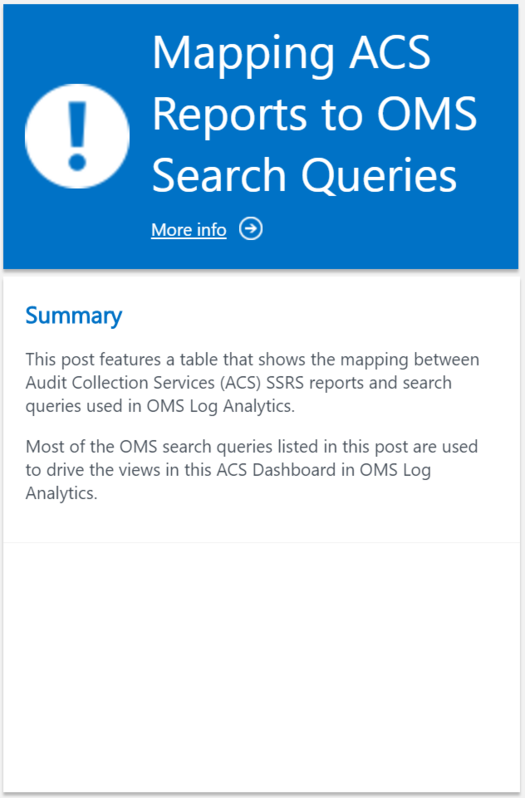 Mapping ACS
Reports to OMS
Search Queries
More info
Summary
This post features a table that shows the mapping between
Audit Collection Services (ACS) SSRS reports and search
queries used in OMS Log Analytics.
Most of the OMS search queries listed in this post are used
to drive the views in this ACS Dashboard in OMS Log
Analytics.